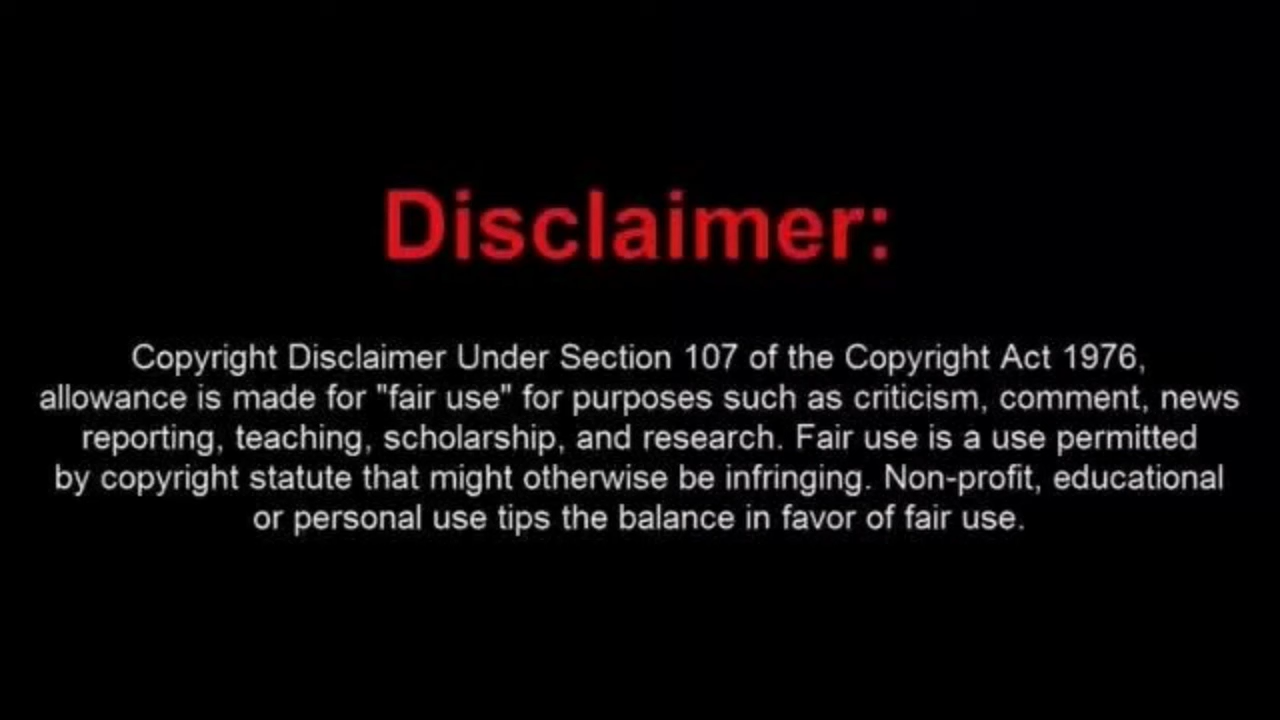 Disclaimer:
Copyright Disclaimer Under Section 107 of the Copyright Act 1976,
allowance is made for "fair use" for purposes such as criticism, comment, news
reporting, teaching, scholarship, and research. Fair use is a use permitted
by copyright statute that might otherwise be infringing. Non-profit, educational
or personal use tips the balance in favor of fair use.